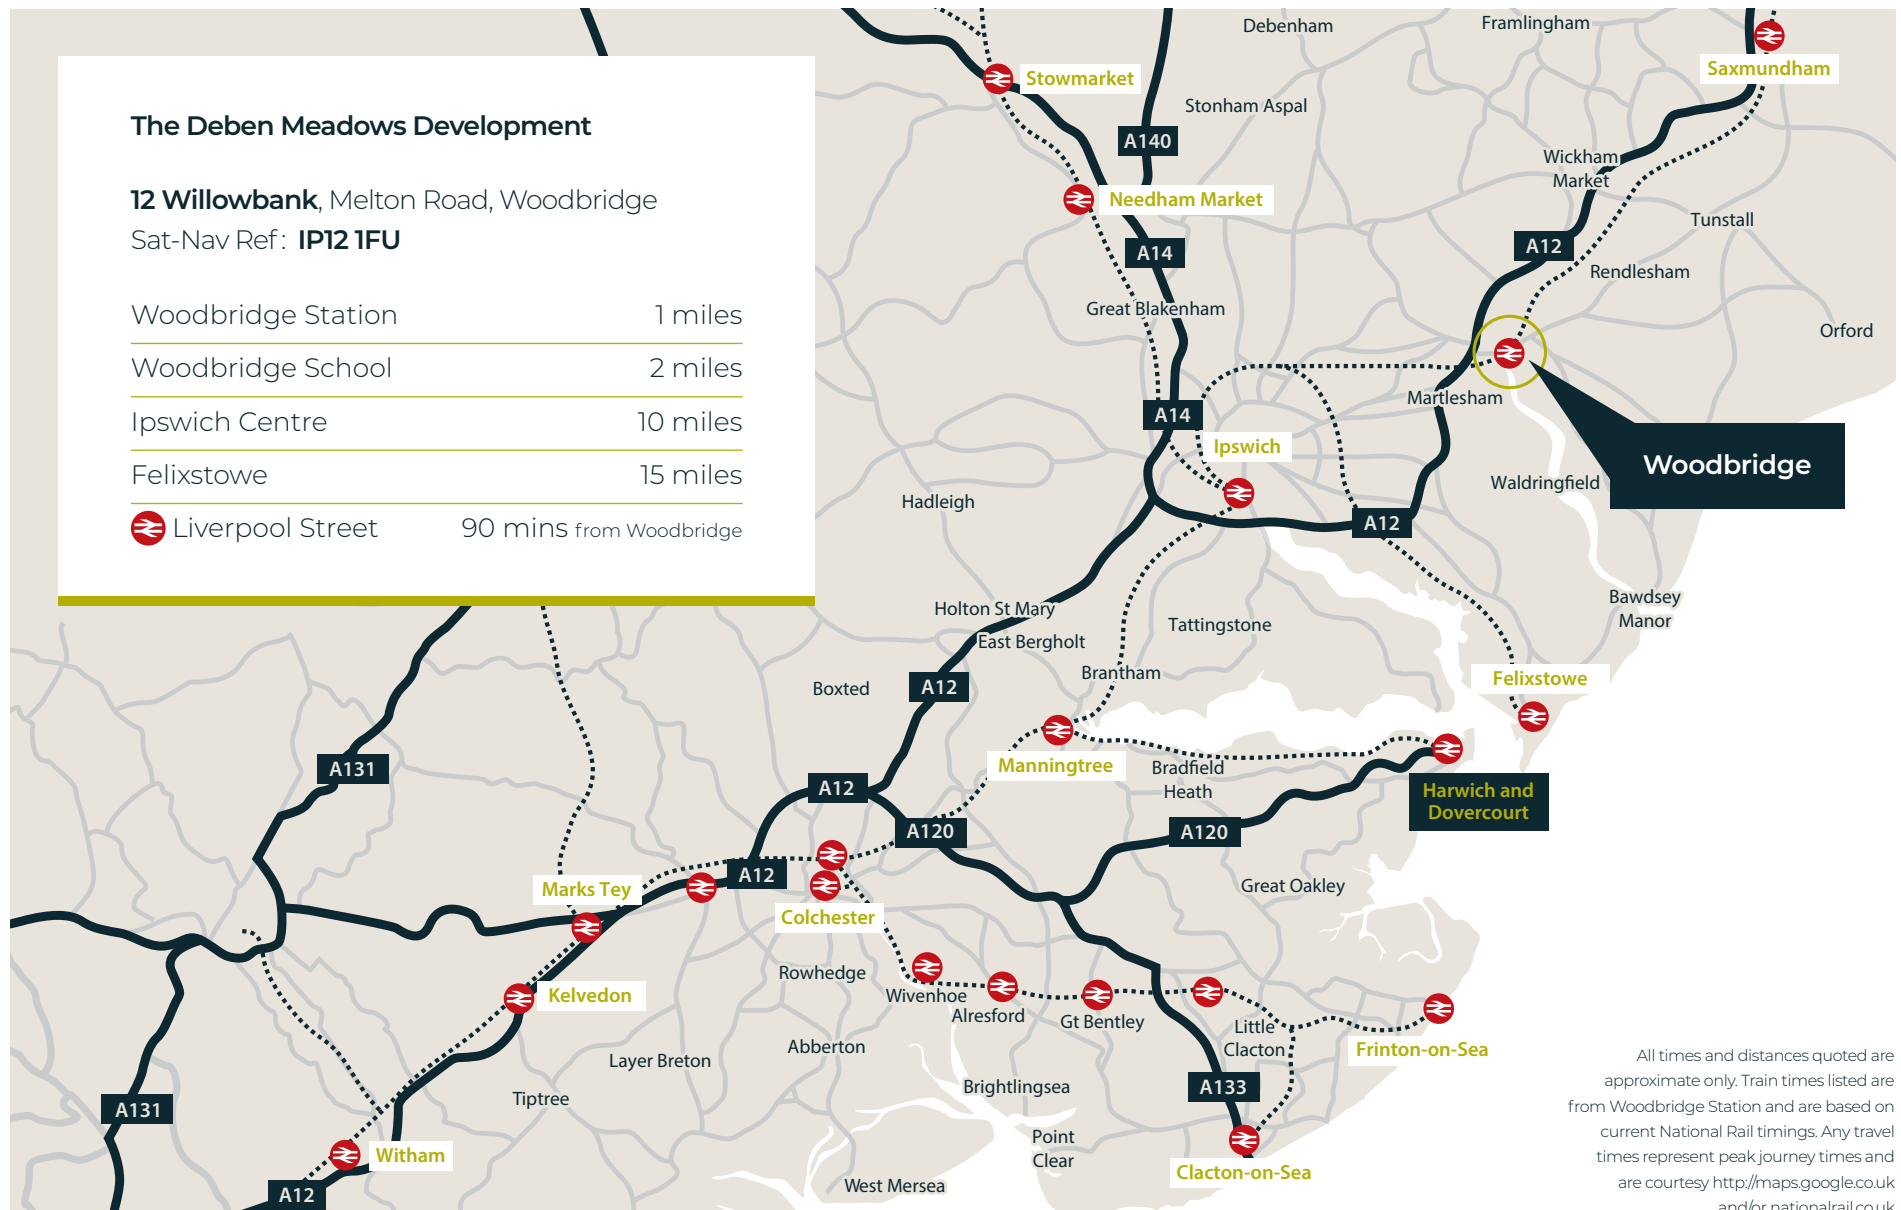 The Deben Meadows Development
12 Willowbank, Melton Road, Woodbridge
Sat-Nav Ref: IP12 1FU
Woodbridge Station 1 miles
Woodbridge School 2 miles
Ipswich Centre 10 miles
Felixstowe 15 miles
Liverpool Street 90 mins from Woodbridge
Debenham
Framlingham
Saxmundham
Stowmarket
Stonham Aspal
A140
Wickham
Market
Needham Market
Tunstall
A14
A12
Rendlesham
Great Blakenham
Orford
Martlesham
A14
Ipswich
Woodbridge
Waldringfield
Hadleigh
A12
Bawdsey
Manor
Holton St Mary
East Bergholt
Tattingstone
Brantham
Boxted
A12
Felixstowe
Manningtree
Bradfield
Heath
A131
A12
Harwich and
Dovercourt
A120
A120
A12
Marks Tey
Great Oakley
Colchester
Rowhedge
Kelvedon
Wivenhoe
Alresford
Gt Bentley
Little
Clacton
Frinton-on-Sea
Abberton
Layer Breton
Brightlingsea
A133
Tiptree
A131
Point
Clear
Witham
Clacton-on-Sea
West Mersea
A12
All times and distances quoted are
approximate only. Train times listed are
from Woodbridge Station and are based on
current National Rail timings. Any travel
times represent peak journey times and
are courtesy http://maps.google.co.uk
and/or nationalrail.co.uk